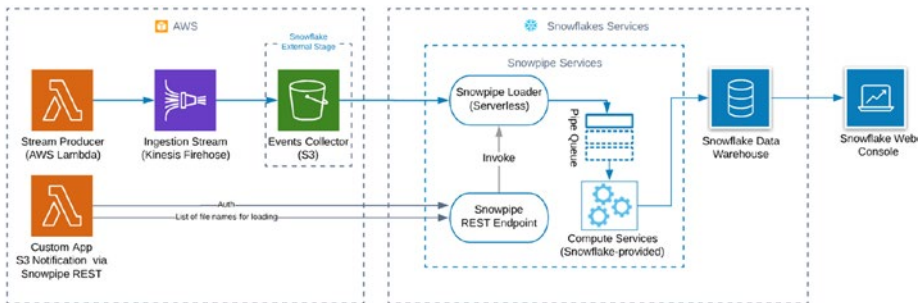 AWS
Snowflakes Services
Snowflake
External Stage
Snowpipe Services
Snowpipe Loader
(Serverless)
Pipe Queue
Stream Producer
(AWS Lambda)
Ingestion Stream
(Kinesis Firehose)
Events Collector
(S3)
Snowflake Data
Warehouse
Snowflake Web
Console
Invoke
Auth
List of file names for loading
Snowpipe
REST Endpoint
Compute Services
(Snowflake-provided)
Custom App
S3 Notification via
Snowpipe REST